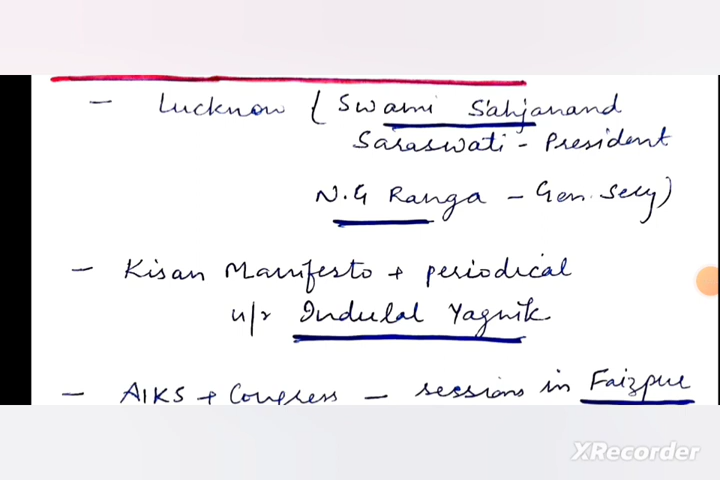 - Lucknow (Swami Sahjanand
Saraswati - President
N.G Ranga - Gen. Secy)
- Kisan Manifesto + periodical
u/r Indulal Yagnik
- AIKS + Congress - sessions in Faizpur
XRecorder